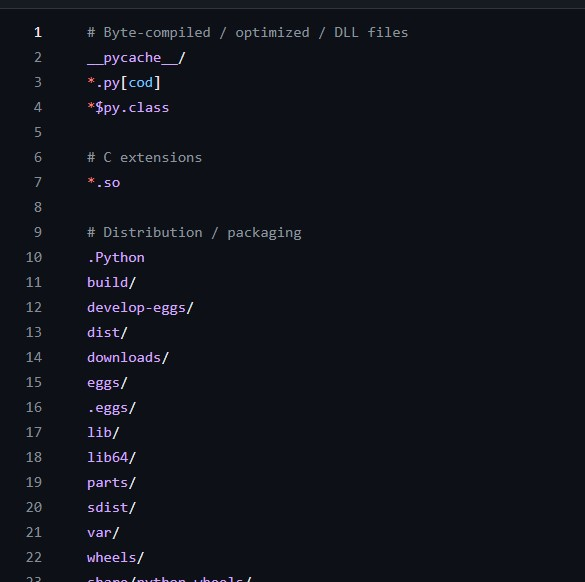 1 # Byte-compiled / optimized / DLL files
2 __pycache__/
3 *.py[cod]
4 *$py.class
5
6 # C extensions
7 *.so
8
9 # Distribution / packaging
10 .Python
11 build/
12 develop-eggs/
13 dist/
14 downloads/
15 eggs/
16 .eggs/
17 lib/
18 lib64/
19 parts/
20 sdist/
21 var/
22 wheels/
23 share/python-wheels/